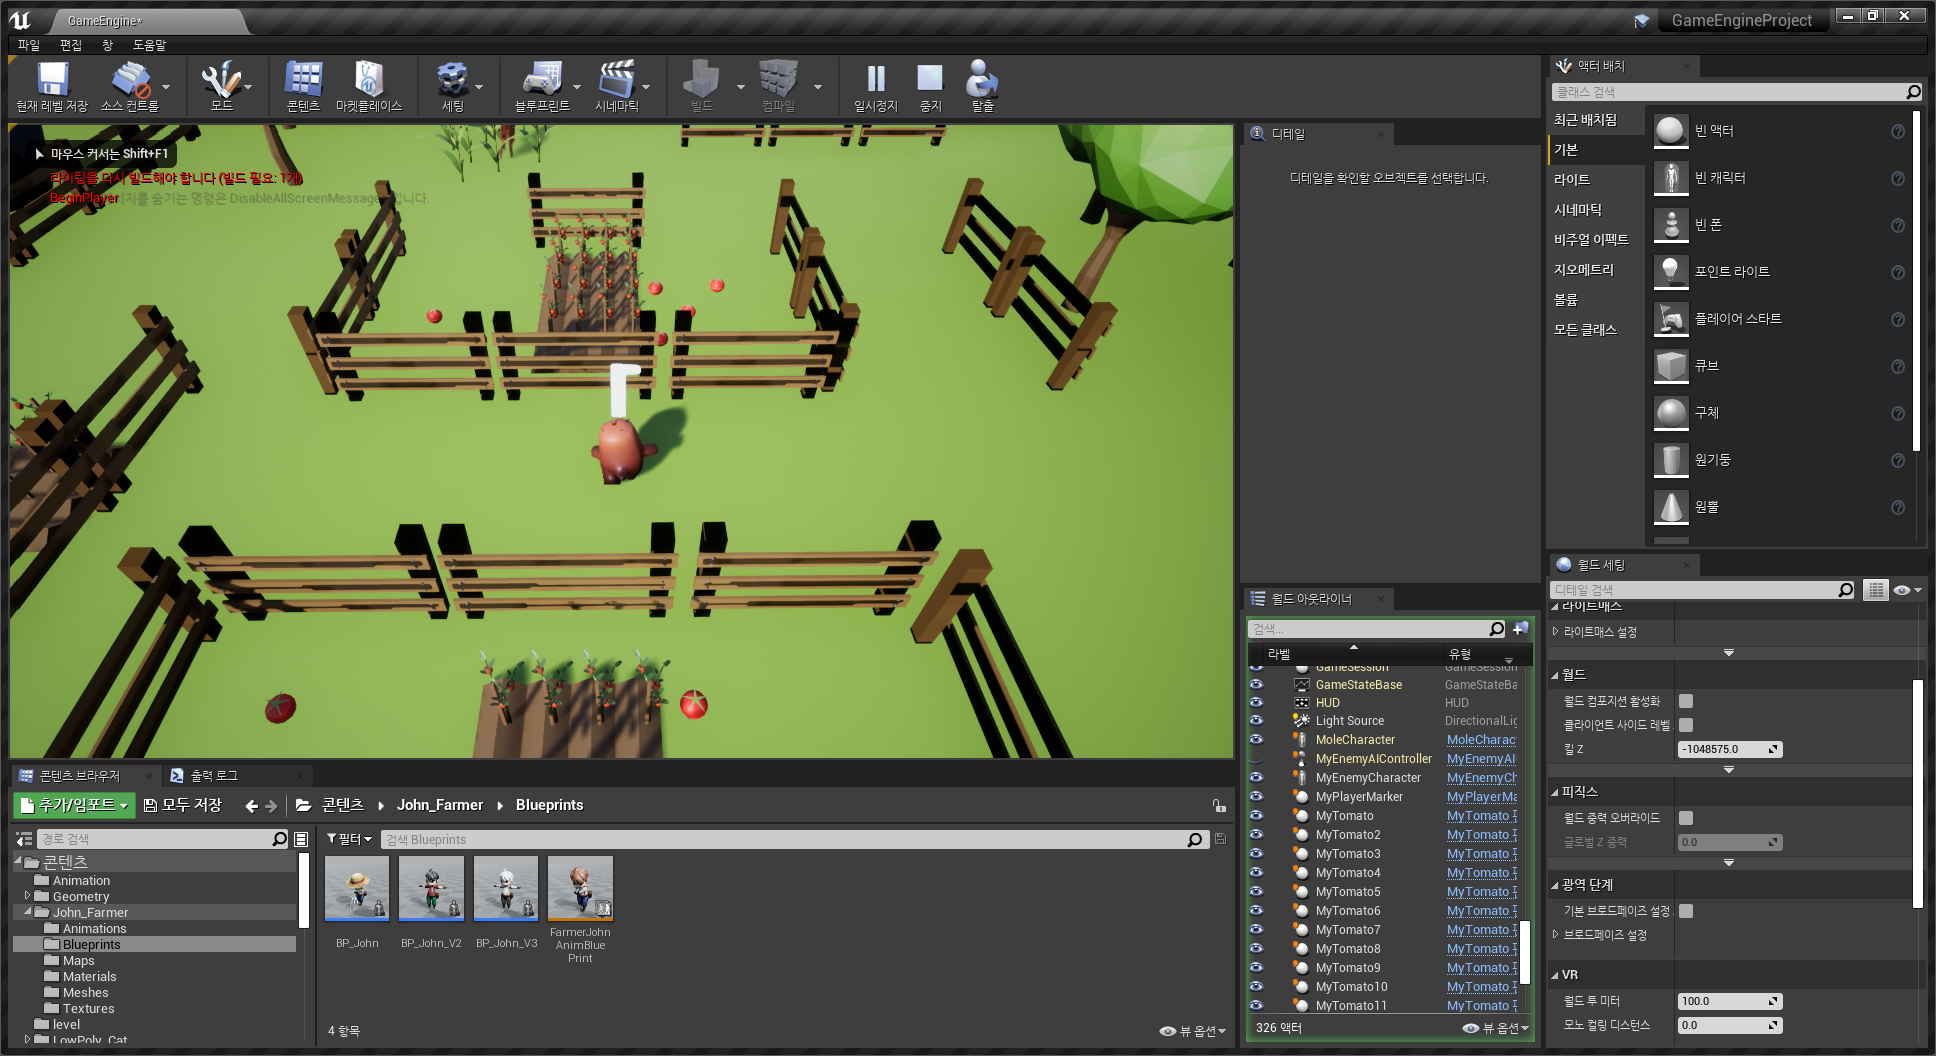 GameEngine*
GameEngineProject
파일 편집 창 도움말
현재 레벨 저장
소스 컨트롤
모드
콘텐츠
마켓플레이스
세팅
블루프린트
시네마틱
빌드
컴파일
일시정지
중지
탈출
마우스 커서는 Shift+F1
라이팅을 다시 빌드해야 합니다 (빌드 필요: 1개)
BeginPlayer
지를 숨기는 명령은 DisableAllScreenMessage
니다.
디테일
디테일을 확인할 오브젝트를 선택합니다.
월드 아웃라이너
검색...
라벨 유형
GameSession GameSession
GameStateBase GameStateBa
HUD HUD
Light Source DirectionalLig
MoleCharacter MoleCharac
MyEnemyAIController MyEnemyAI
MyEnemyCharacter MyEnemyCh
MyPlayerMarker MyPlayerMa
MyTomato MyTomato
MyTomato2 MyTomato
MyTomato3 MyTomato
MyTomato4 MyTomato
MyTomato5 MyTomato
MyTomato6 MyTomato
MyTomato7 MyTomato
MyTomato8 MyTomato
MyTomato9 MyTomato
MyTomato10 MyTomato
MyTomato11 MyTomato
326 액터
뷰 옵션
액터 배치
클래스 검색
최근 배치됨
기본
라이트
시네마틱
비주얼 이펙트
지오메트리
볼륨
모든 클래스
빈 액터
빈 캐릭터
빈 폰
포인트 라이트
플레이어 스타트
큐브
구체
원기둥
원뿔
월드 세팅
디테일 검색
라이트매스
라이트매스 설정
월드
월드 컴포지션 활성화
클라이언트 사이드 레벨
킬 Z -1048575.0
피직스
월드 중력 오버라이드
글로벌 Z 중력 0.0
광역 단계
기본 브로드페이즈 설정
브로드페이즈 설정
VR
월드 투 미터 100.0
모노 컬링 디스턴스 0.0
콘텐츠 브라우저
출력 로그
추가/임포트
모두 저장
콘텐츠
John_Farmer
Blueprints
경로 검색
필터
검색 Blueprints
콘텐츠
Animation
Geometry
John_Farmer
Animations
Blueprints
Maps
Materials
Meshes
Textures
level
LowPoly_Cat
BP_John
BP_John_V2
BP_John_V3
FarmerJohn
AnimBlue
Print
4 항목
뷰 옵션